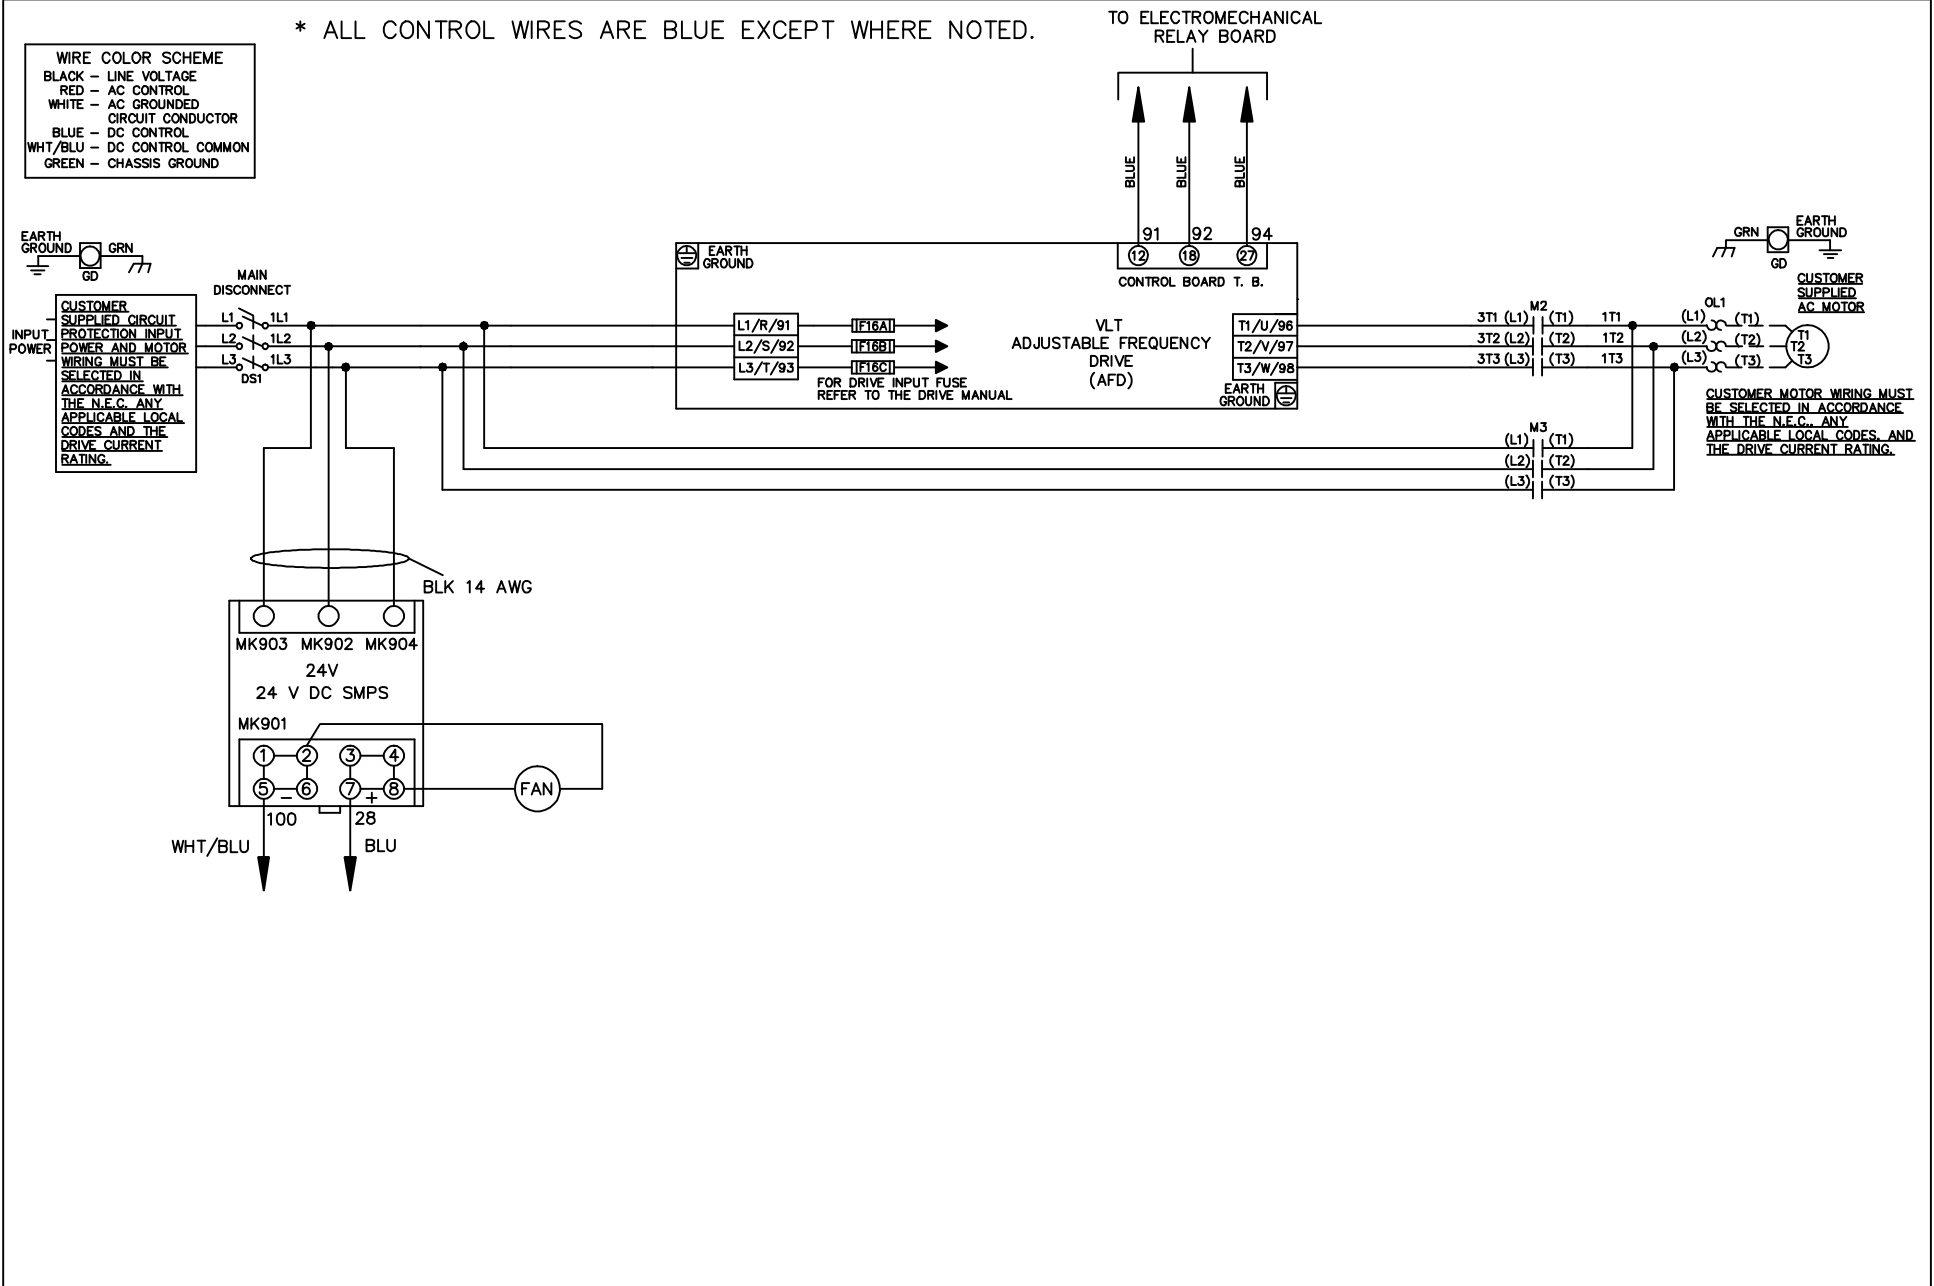 * ALL CONTROL WIRES ARE BLUE EXCEPT WHERE NOTED.
TO ELECTROMECHANICAL
RELAY BOARD
WIRE COLOR SCHEME
BLACK – LINE VOLTAGE
RED – AC CONTROL
WHITE – AC GROUNDED
CIRCUIT CONDUCTOR
BLUE – DC CONTROL
WHT/BLU – DC CONTROL COMMON
GREEN – CHASSIS GROUND
BLUE
BLUE
BLUE
91
92
94
12
18
27
CONTROL BOARD T. B.
EARTH
GROUND
GRN
GD
MAIN
DISCONNECT
L1
1L1
L2
1L2
L3
1L3
DS1
INPUT
POWER
CUSTOMER
SUPPLIED CIRCUIT
PROTECTION INPUT
POWER AND MOTOR
WIRING MUST BE
SELECTED IN
ACCORDANCE WITH
THE N.E.C. ANY
APPLICABLE LOCAL
CODES AND THE
DRIVE CURRENT
RATING.
EARTH
GROUND
L1/R/91
L2/S/92
L3/T/93
F16A
F16B
F16C
FOR DRIVE INPUT FUSE
REFER TO THE DRIVE MANUAL
VLT
ADJUSTABLE FREQUENCY
DRIVE
(AFD)
T1/U/96
T2/V/97
T3/W/98
EARTH
GROUND
M2
3T1 (L1) (T1) 1T1
3T2 (L2) (T2) 1T2
3T3 (L3) (T3) 1T3
M3
(L1) (T1)
(L2) (T2)
(L3) (T3)
OL1
(L1) (T1)
(L2) (T2)
(L3) (T3)
T1
T2
T3
GRN
EARTH
GROUND
GD
CUSTOMER
SUPPLIED
AC MOTOR
CUSTOMER MOTOR WIRING MUST
BE SELECTED IN ACCORDANCE
WITH THE N.E.C., ANY
APPLICABLE LOCAL CODES, AND
THE DRIVE CURRENT RATING.
BLK 14 AWG
MK903 MK902 MK904
24V
24 V DC SMPS
MK901
1 2 3 4
5 – 6 7 + 8
FAN
100
28
WHT/BLU
BLU